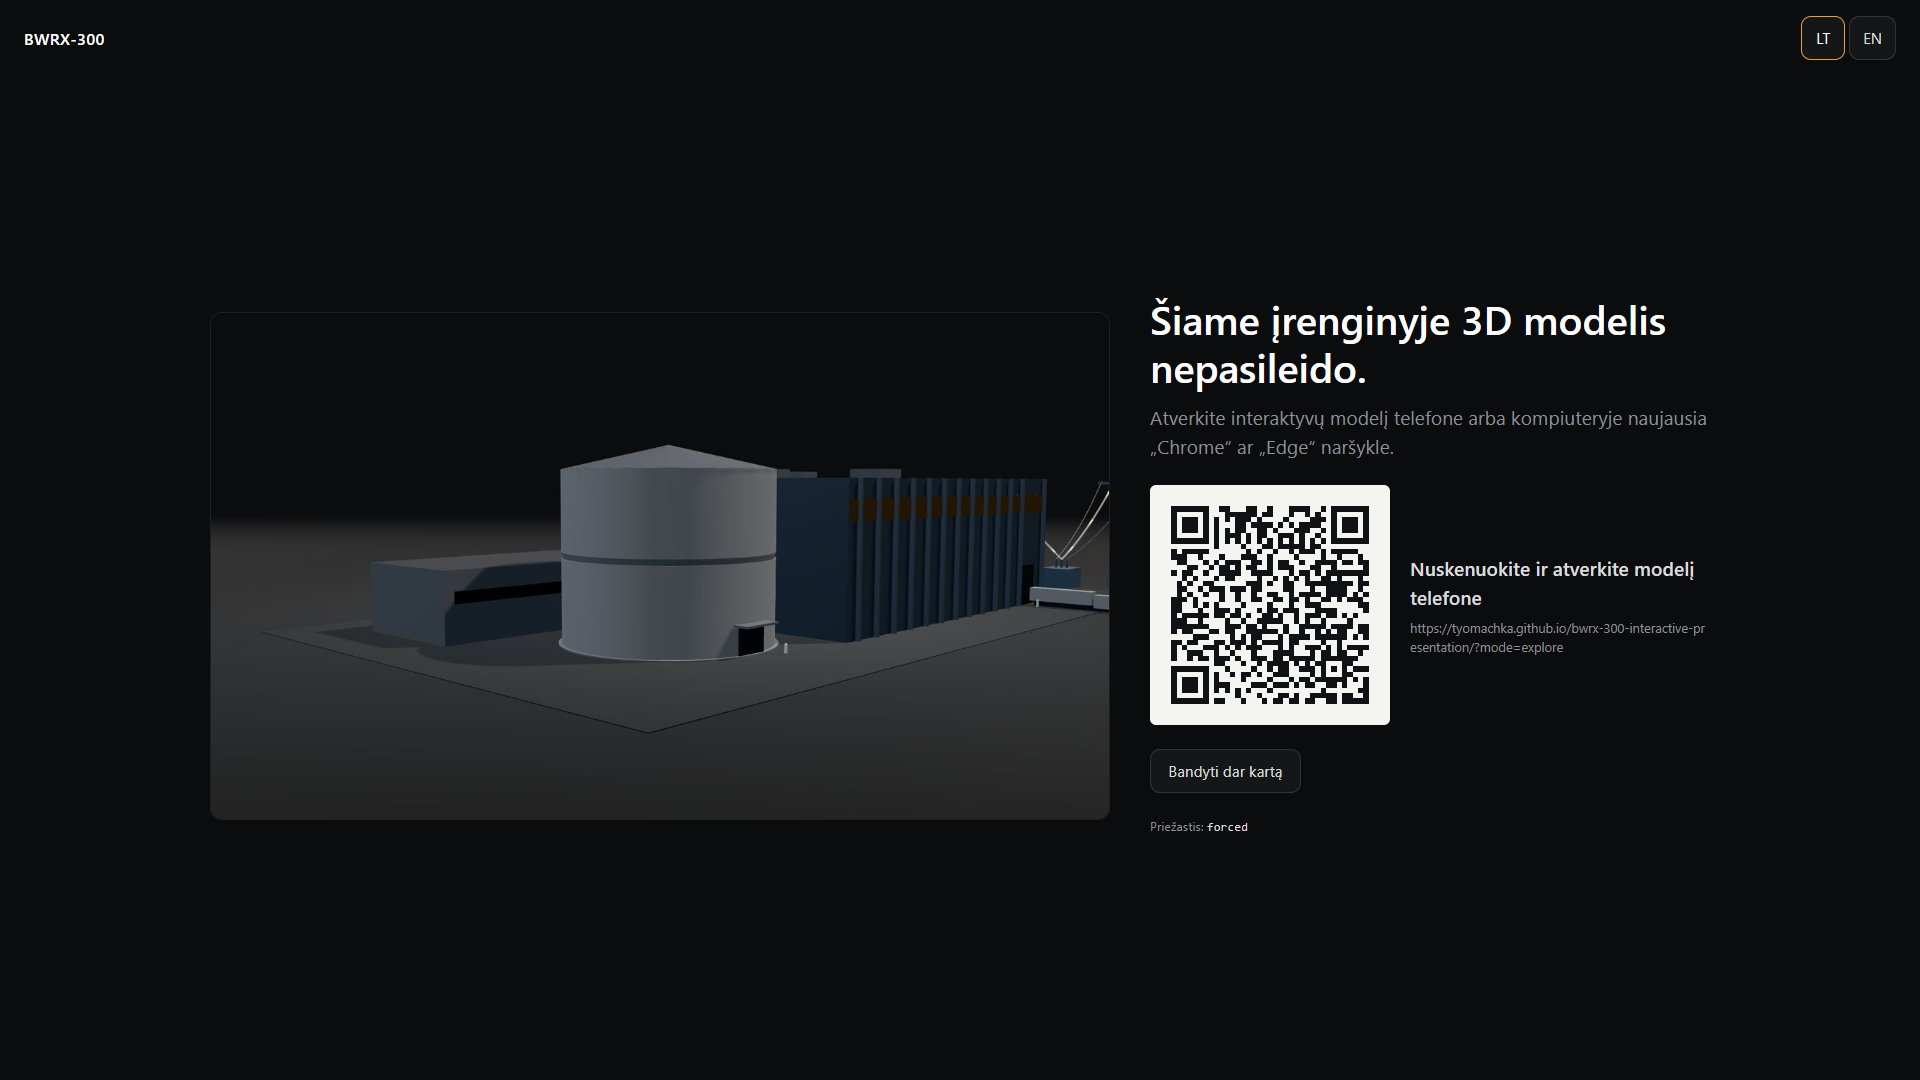 BWRX-300
LT
EN
Šiame įrenginyje 3D modelis
nepasileido.
Atverkite interaktyvų modelį telefone arba kompiuteryje naujausia
„Chrome“ ar „Edge“ naršykle.
Nuskenuokite ir atverkite modelį
telefone
https://tyomachka.github.io/bwrx-300-interactive-pr
esentation/?mode=explore
Bandyti dar kartą
Priežastis: forced